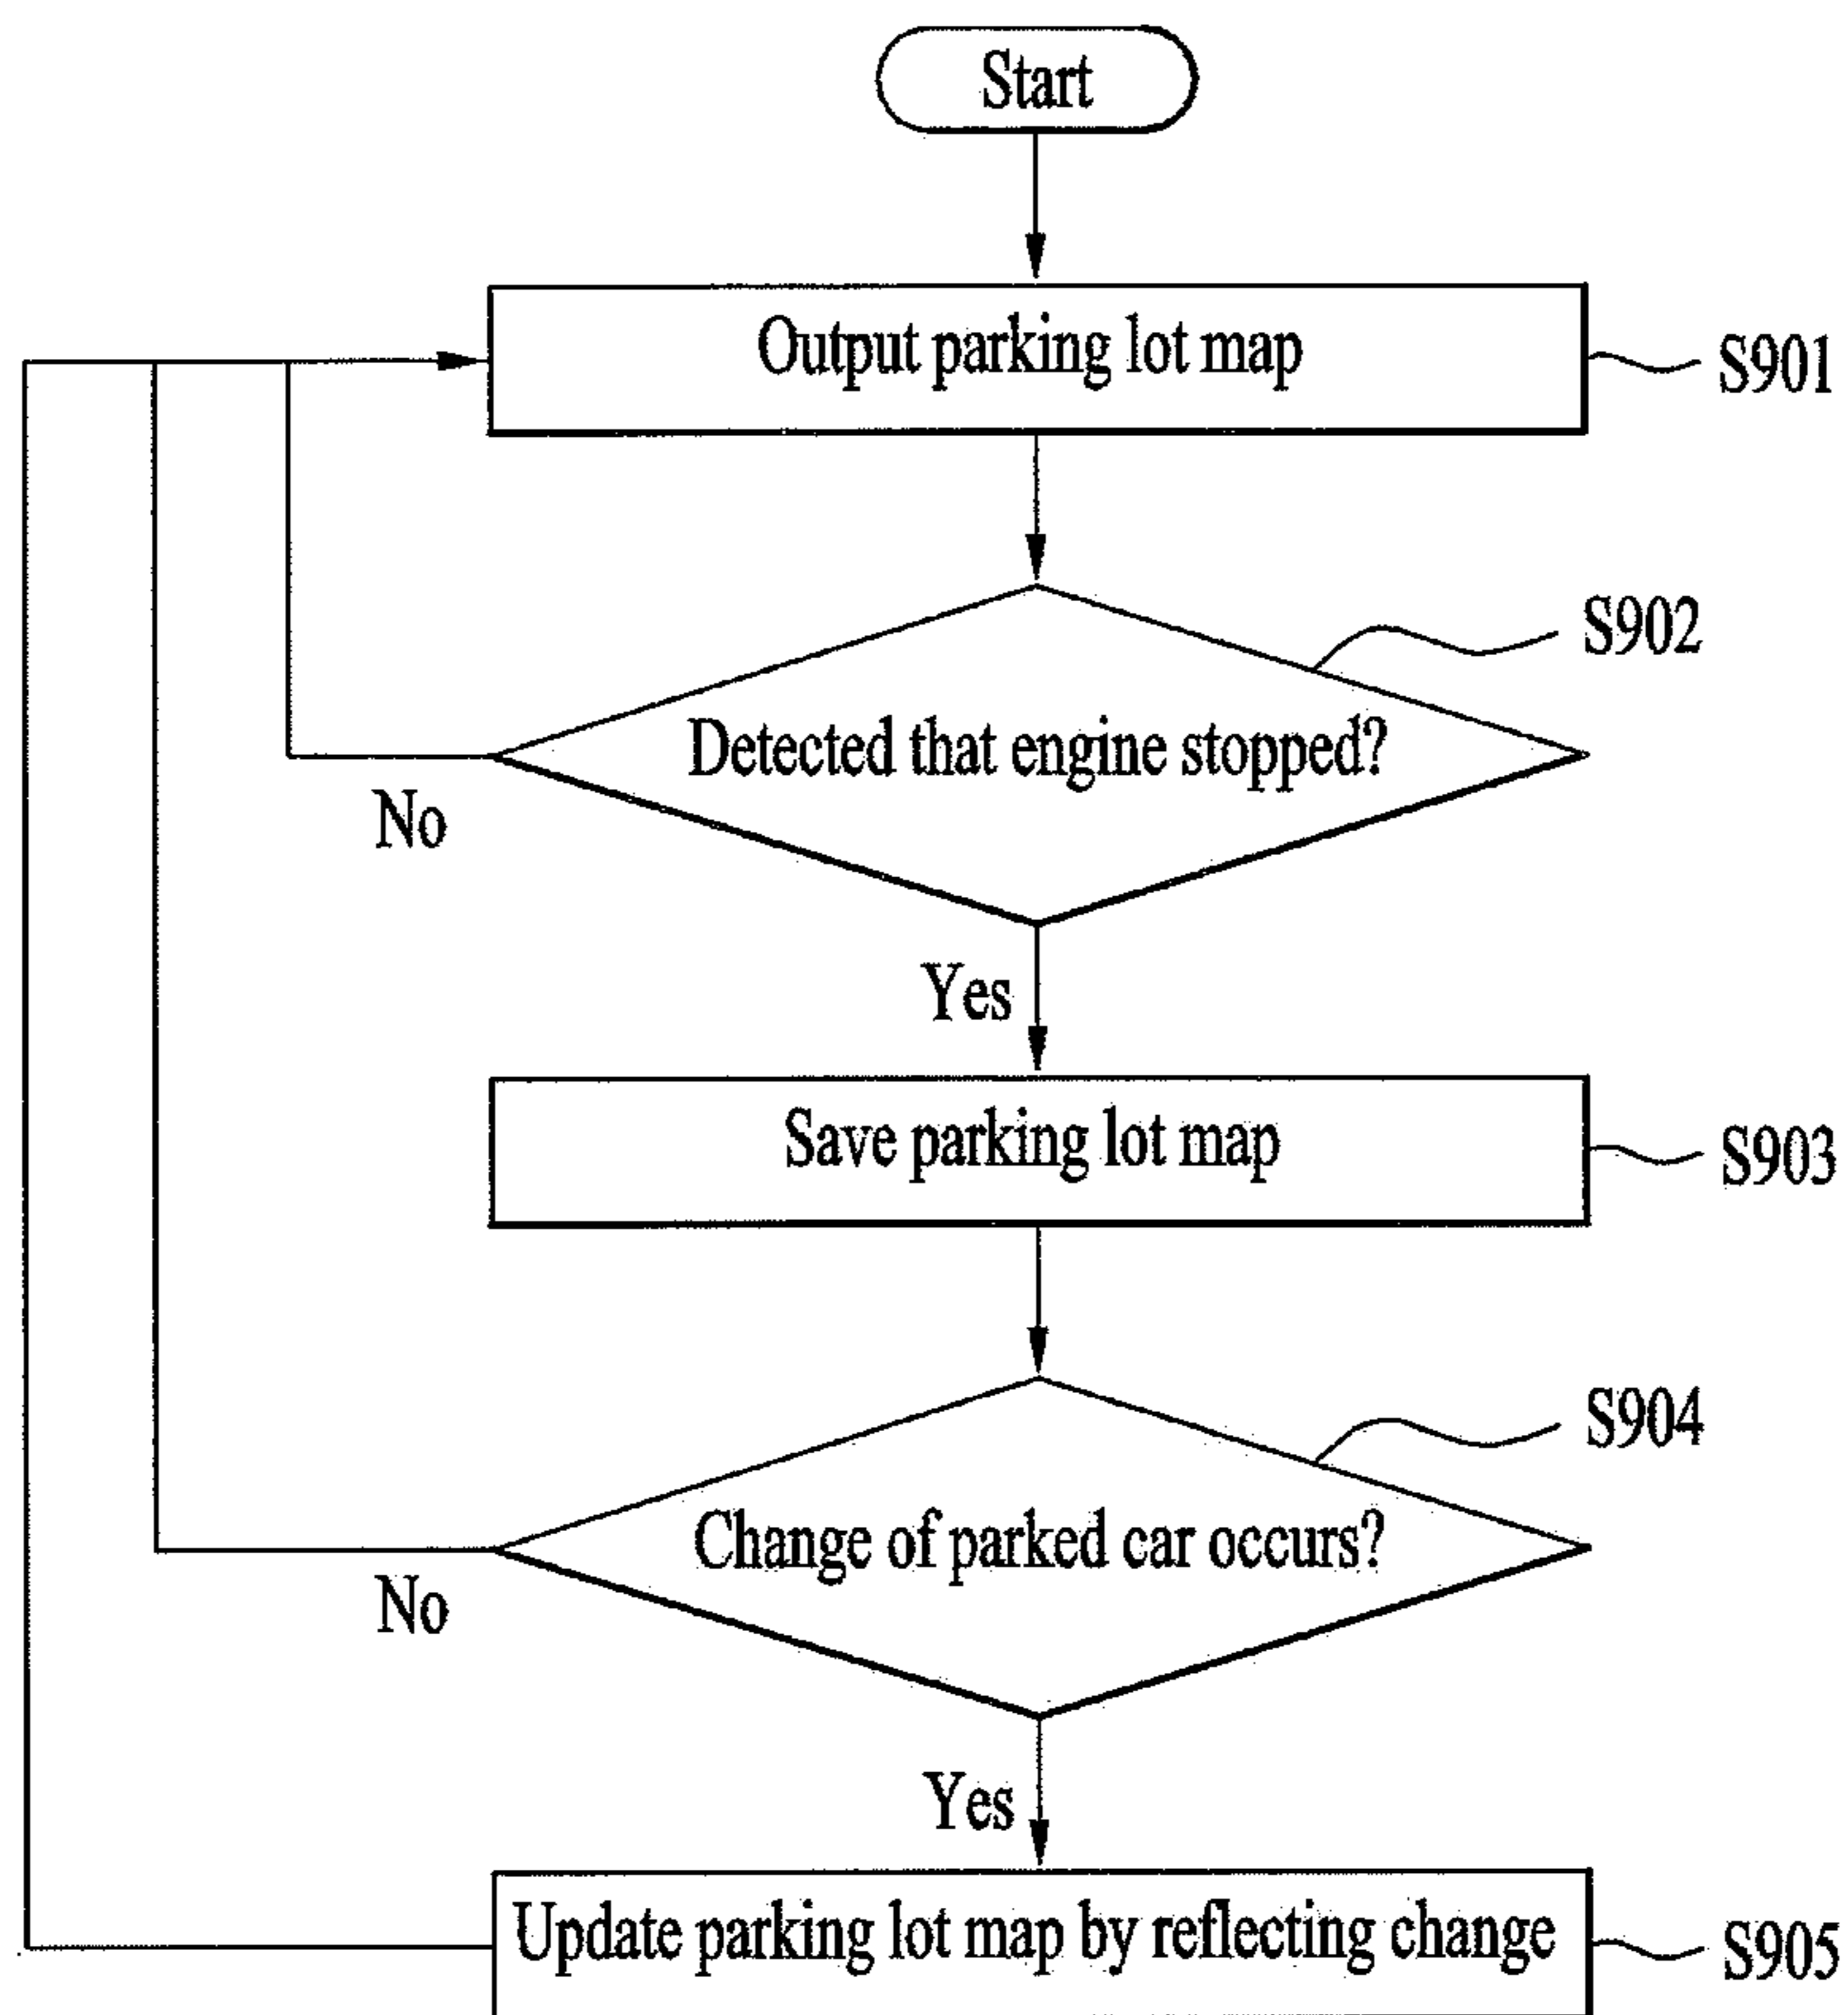 Start
Output parking lot map
S901
S902
Detected that engine stopped?
No
Yes
Save parking lot map
S903
S904
Change of parked car occurs?
No
Yes
Update parking lot map by reflecting change
S905